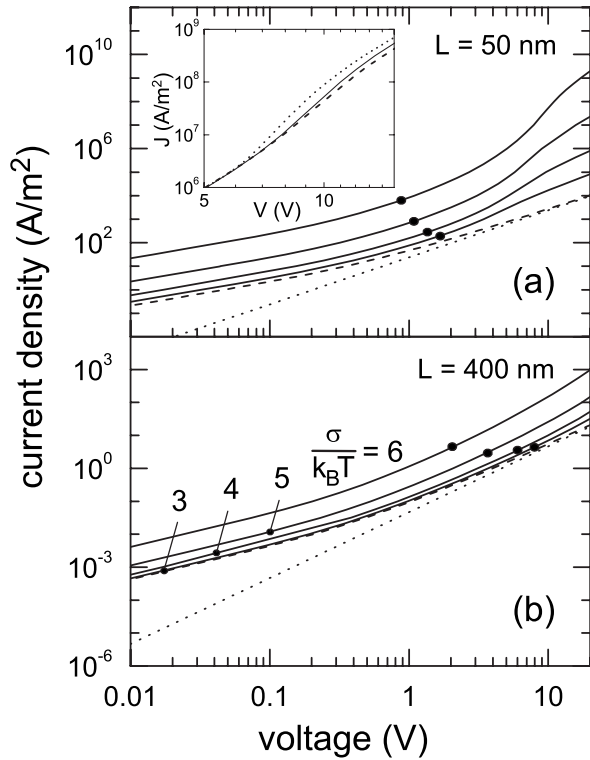 10^9
10^10
L = 50 nm
10^8
J (A/m^2)
10^7
10^6
10^6
5
10
V (V)
10^2
(a)
current density (A/m^2)
10^3
L = 400 nm
σ/k_BT = 6
10^0
5
4
3
10^-3
(b)
10^-6
0.01
0.1
1
10
voltage (V)